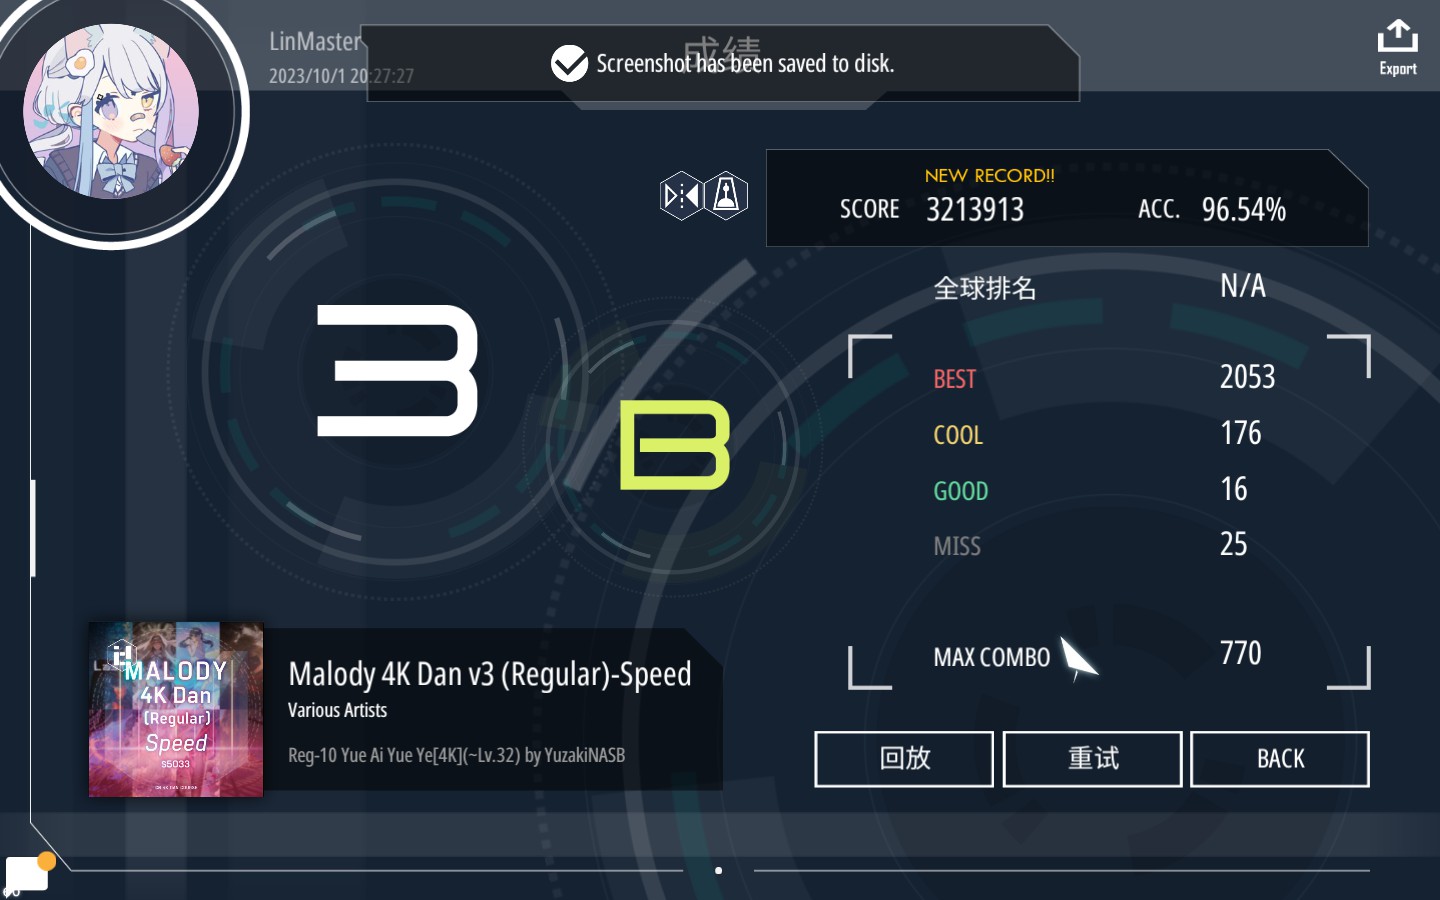 LinMaster
2023/10/1 20:27:27
成绩
Screenshot has been saved to disk.
Export
NEW RECORD!!
SCORE 3213913 ACC. 96.54%
全球排名 N/A
BEST 2053
COOL 176
GOOD 16
MISS 25
MAX COMBO 770
B
B
MALODY
4K Dan
(Regular)
Speed
S5033
Malody 4K Dan v3 (Regular)-Speed
Various Artists
Reg-10 Yue Ai Yue Ye[4K](~Lv.32) by YuzakiNASB
回放 重试 BACK